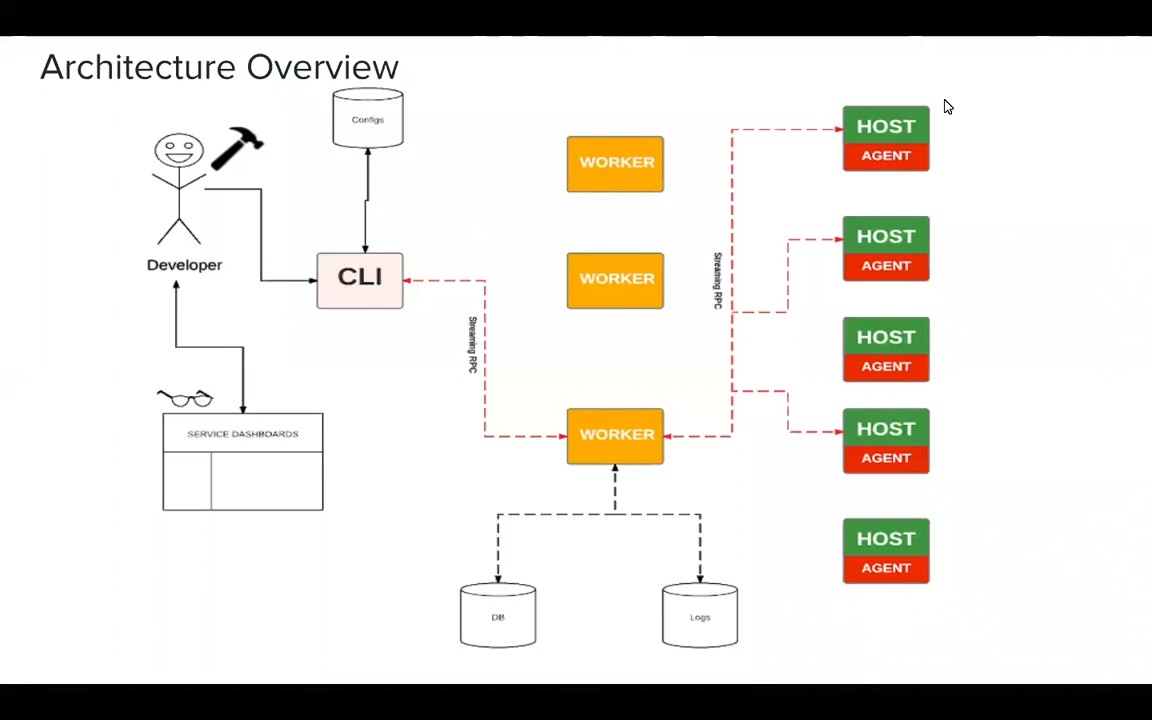 Architecture Overview
Configs
Developer
CLI
Streaming RPC
SERVICE DASHBOARDS
WORKER
WORKER
WORKER
DB
Logs
Streaming RPC
HOST
AGENT
HOST
AGENT
HOST
AGENT
HOST
AGENT
HOST
AGENT